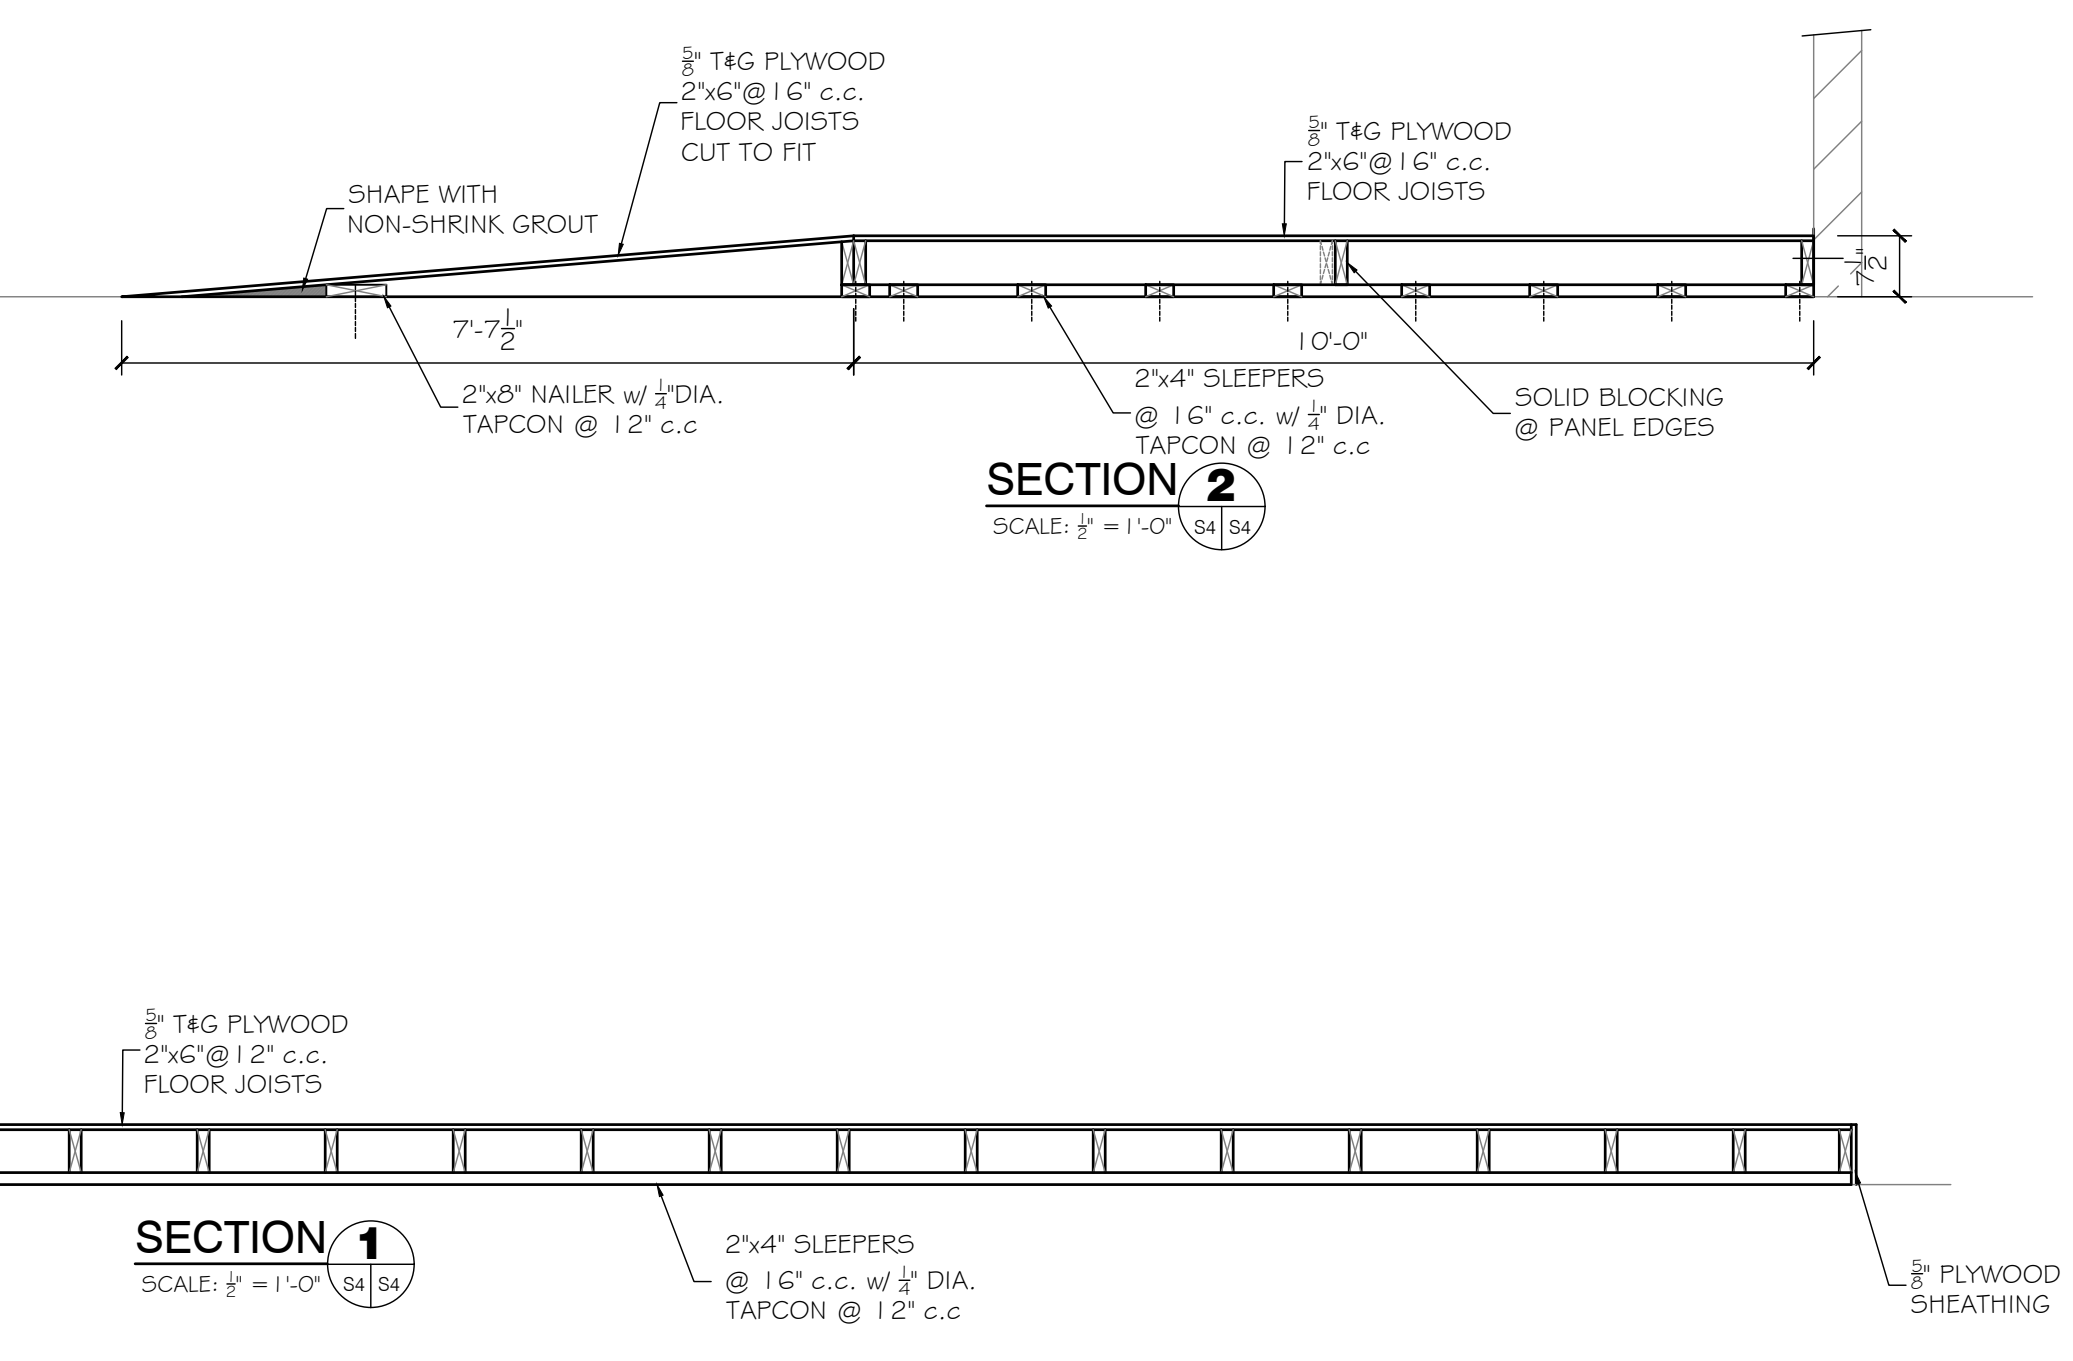 5/8" T&G PLYWOOD
2"x6"@16" c.c.
FLOOR JOISTS
CUT TO FIT
5/8" T&G PLYWOOD
2"x6"@16" c.c.
FLOOR JOISTS
SHAPE WITH
NON-SHRINK GROUT
7 1/2"
7'-7 1/2"
10'-0"
2"x8" NAILER w/ 1/4"DIA.
TAPCON @ 12" c.c
2"x4" SLEEPERS
@ 16" c.c. w/ 1/4" DIA.
TAPCON @ 12" c.c
SOLID BLOCKING
@ PANEL EDGES
SECTION 2
SCALE: 1/2" = 1'-0" S4 S4
5/8" T&G PLYWOOD
2"x6"@12" c.c.
FLOOR JOISTS
SECTION 1
SCALE: 1/2" = 1'-0" S4 S4
2"x4" SLEEPERS
@ 16" c.c. w/ 1/4" DIA.
TAPCON @ 12" c.c
5/8" PLYWOOD
SHEATHING